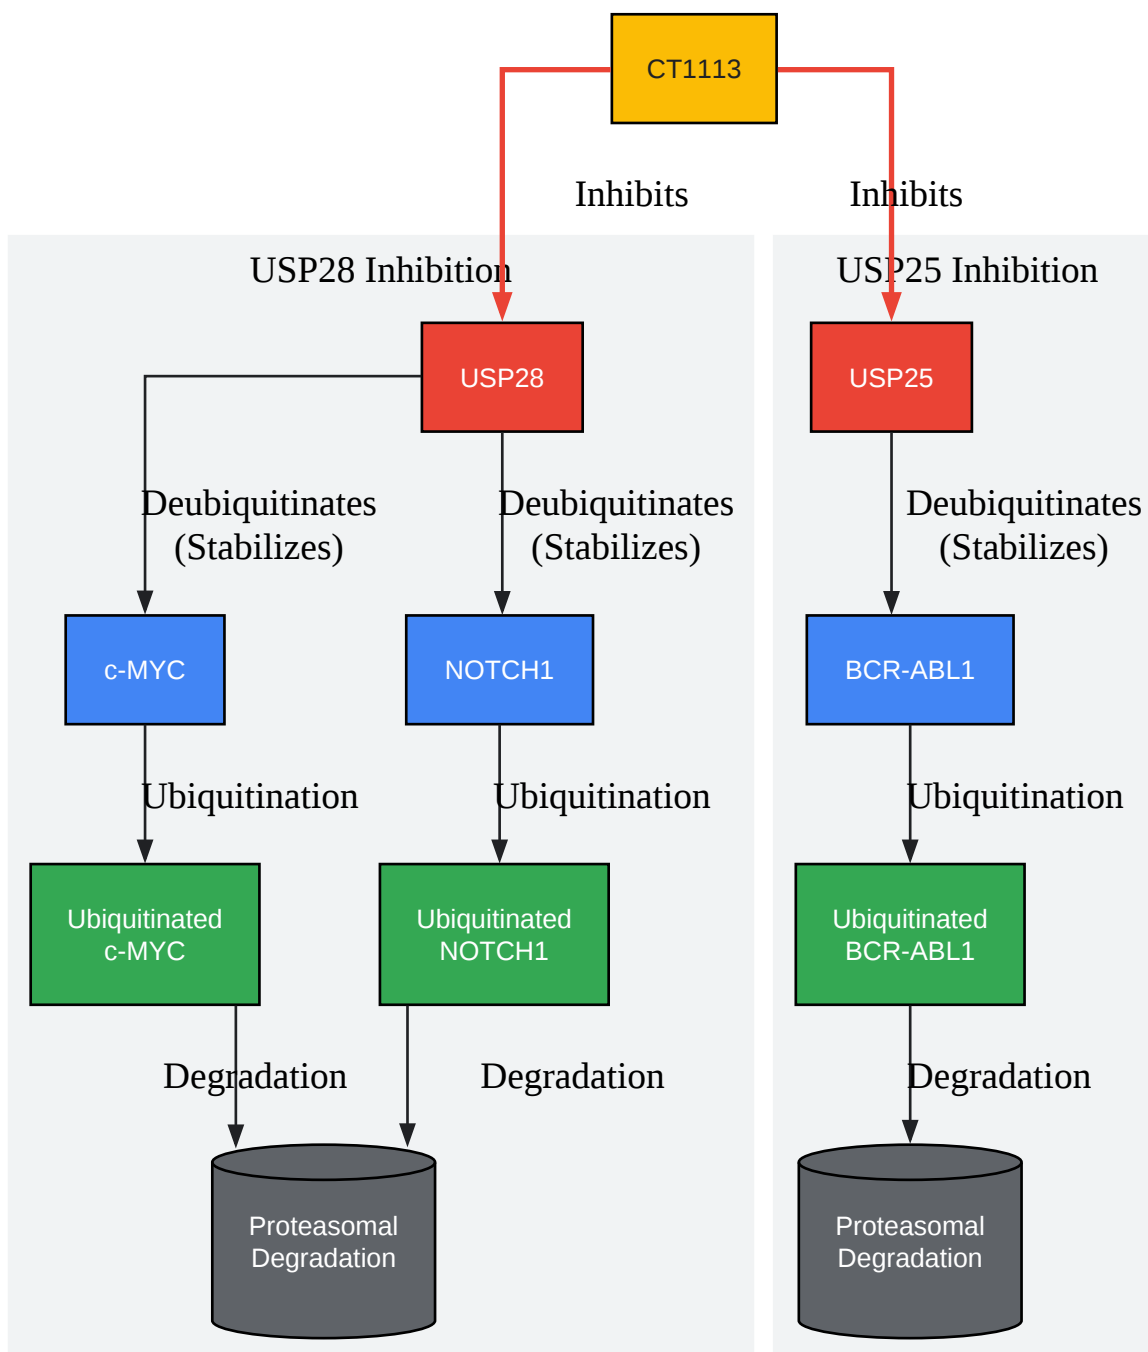 CT1113
Inhibits
Inhibits
USP28 Inhibition
USP25 Inhibition
USP28
USP25
Deubiquitinates
(Stabilizes)
Deubiquitinates
(Stabilizes)
Deubiquitinates
(Stabilizes)
c-MYC
NOTCH1
BCR-ABL1
Ubiquitination
Ubiquitination
Ubiquitination
Ubiquitinated
c-MYC
Ubiquitinated
NOTCH1
Ubiquitinated
BCR-ABL1
Degradation
Degradation
Degradation
Proteasomal
Degradation
Proteasomal
Degradation